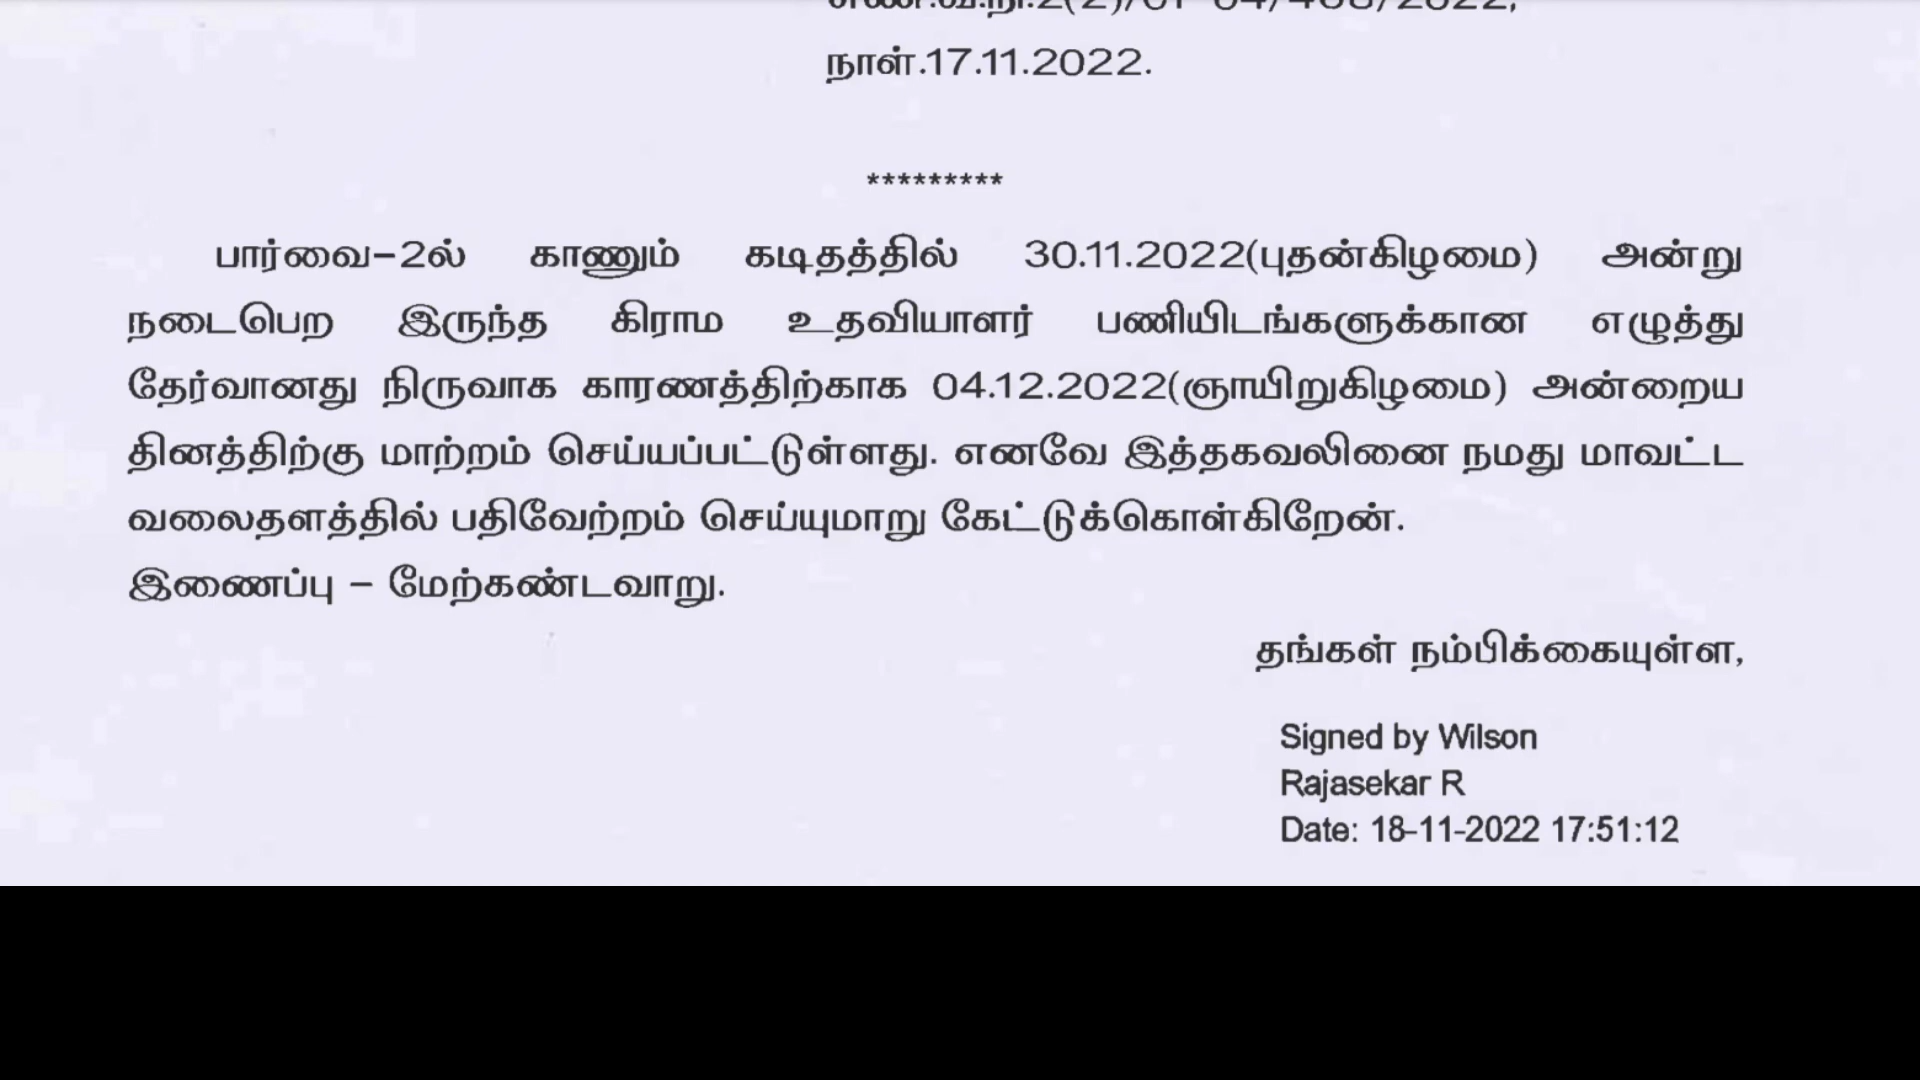 நாள்.17.11.2022.
*********
பார்வை-2ல் காணும் கடிதத்தில் 30.11.2022(புதன்கிழமை) அன்று
நடைபெற இருந்த கிராம உதவியாளர் பணியிடங்களுக்கான எழுத்து
தேர்வானது நிருவாக காரணத்திற்காக 04.12.2022(ஞாயிறுகிழமை) அன்றைய
தினத்திற்கு மாற்றம் செய்யப்பட்டுள்ளது. எனவே இத்தகவலினை நமது மாவட்ட
வலைதளத்தில் பதிவேற்றம் செய்யுமாறு கேட்டுக்கொள்கிறேன்.
இணைப்பு – மேற்கண்டவாறு.
தங்கள் நம்பிக்கையுள்ள,
Signed by Wilson
Rajasekar R
Date: 18-11-2022 17:51:12